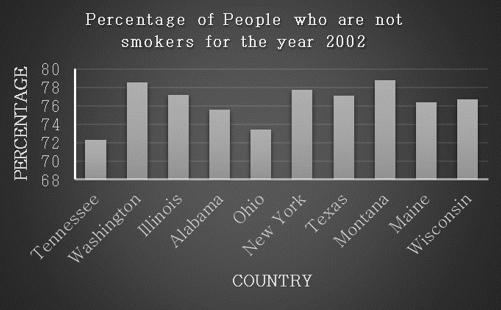 Percentage of People who are not
smokers for the year 2002
PERCENTAGE
80
78
76
74
72
70
68
Tennessee
Washington
Illinois
Alabama
Ohio
New York
Texas
Montana
Maine
Wisconsin
COUNTRY